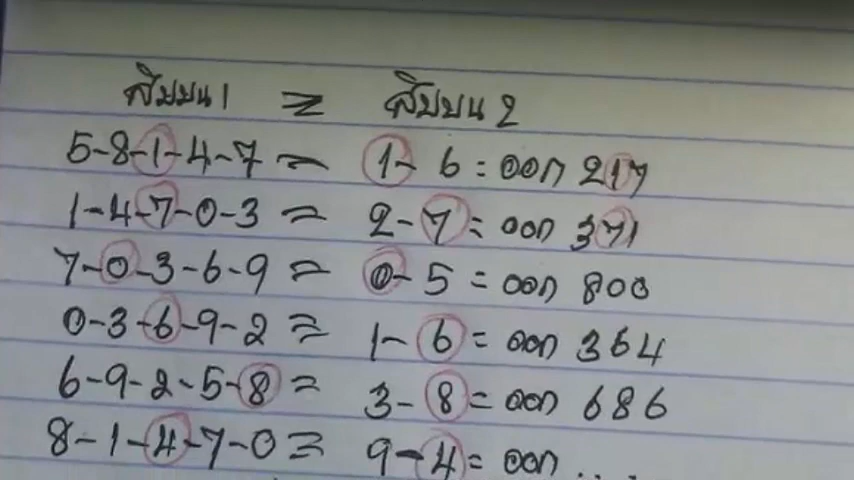 สิบบน 1 = สิบบน 2
5-8-1-4-7 = 1-6 = ออก 217
1-4-7-0-3 = 2-7 = ออก 371
7-0-3-6-9 = 0-5 = ออก 800
0-3-6-9-2 = 1-6 = ออก 364
6-9-2-5-8 = 3-8 = ออก 686
8-1-4-7-0 = 9-4 = ออก ....